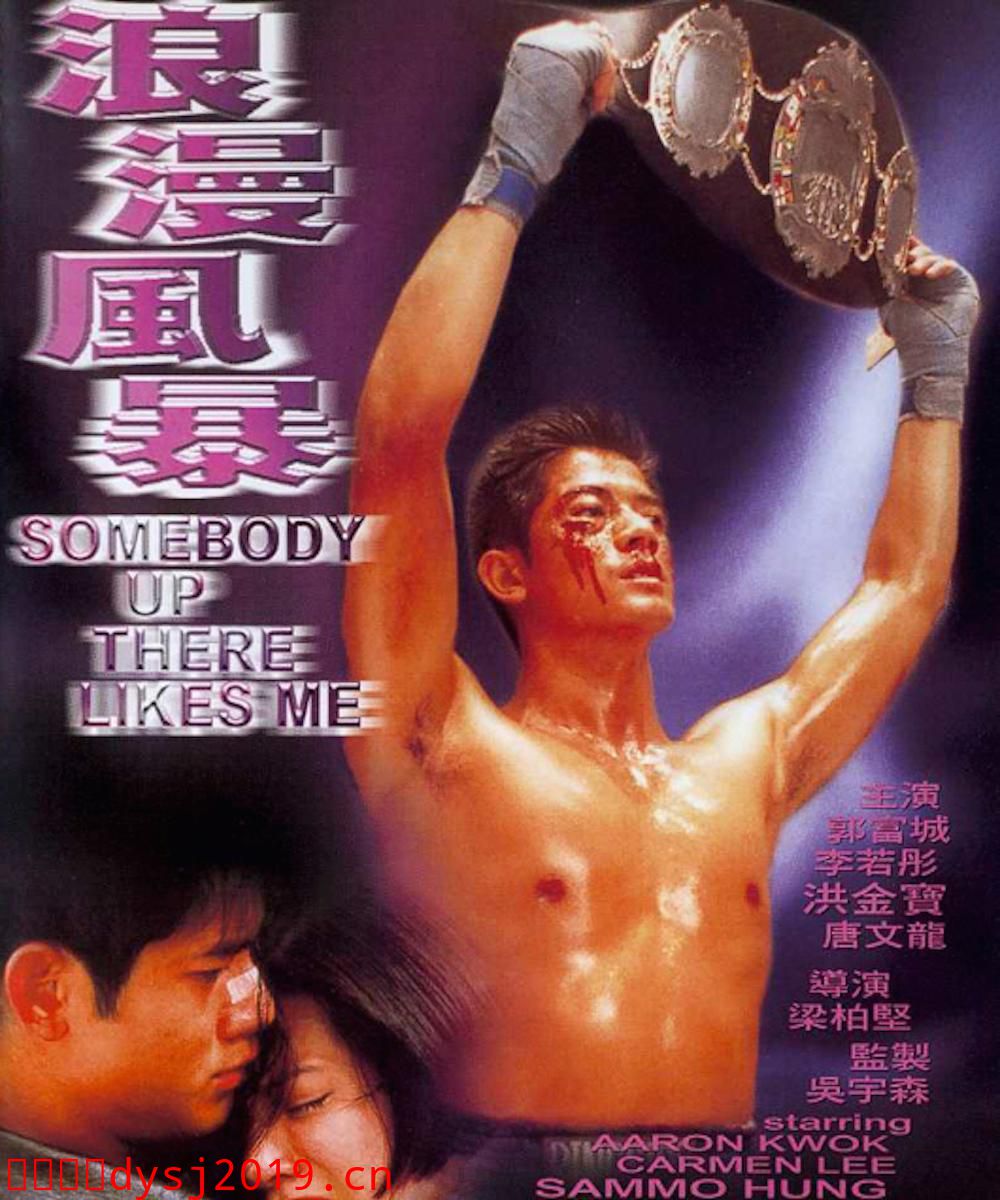 浪
漫
風
暴
SOMEBODY
UP
THERE
LIKES ME
主演
郭富城
李若彤
洪金寶
唐文龍
導演
梁柏堅
監製
吳宇森
starring
AARON KWOK
CARMEN LEE
SAMMO HUNG
dysj2019.cn